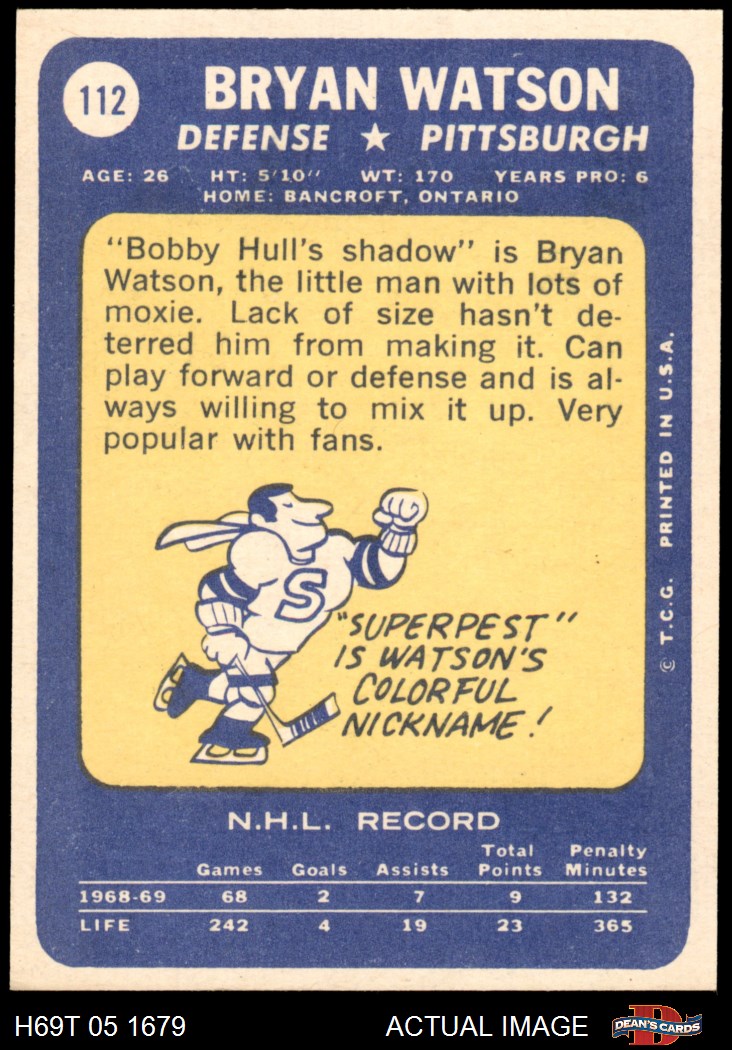 112
BRYAN WATSON
DEFENSE ★ PITTSBURGH
AGE: 26 HT: 5'10'' WT: 170 YEARS PRO: 6
HOME: BANCROFT, ONTARIO
“Bobby Hull's shadow” is Bryan
Watson, the little man with lots of
moxie. Lack of size hasn't de-
terred him from making it. Can
play forward or defense and is al-
ways willing to mix it up. Very
popular with fans.
S
“SUPERPEST”
IS WATSON'S
COLORFUL
NICKNAME!
© T.C.G. PRINTED IN U.S.A.
N.H.L. RECORD
Games Goals Assists Total Points Penalty Minutes
1968-69 68 2 7 9 132
LIFE 242 4 19 23 365
H69T 05 1679 ACTUAL IMAGE
D
DEAN'S CARDS